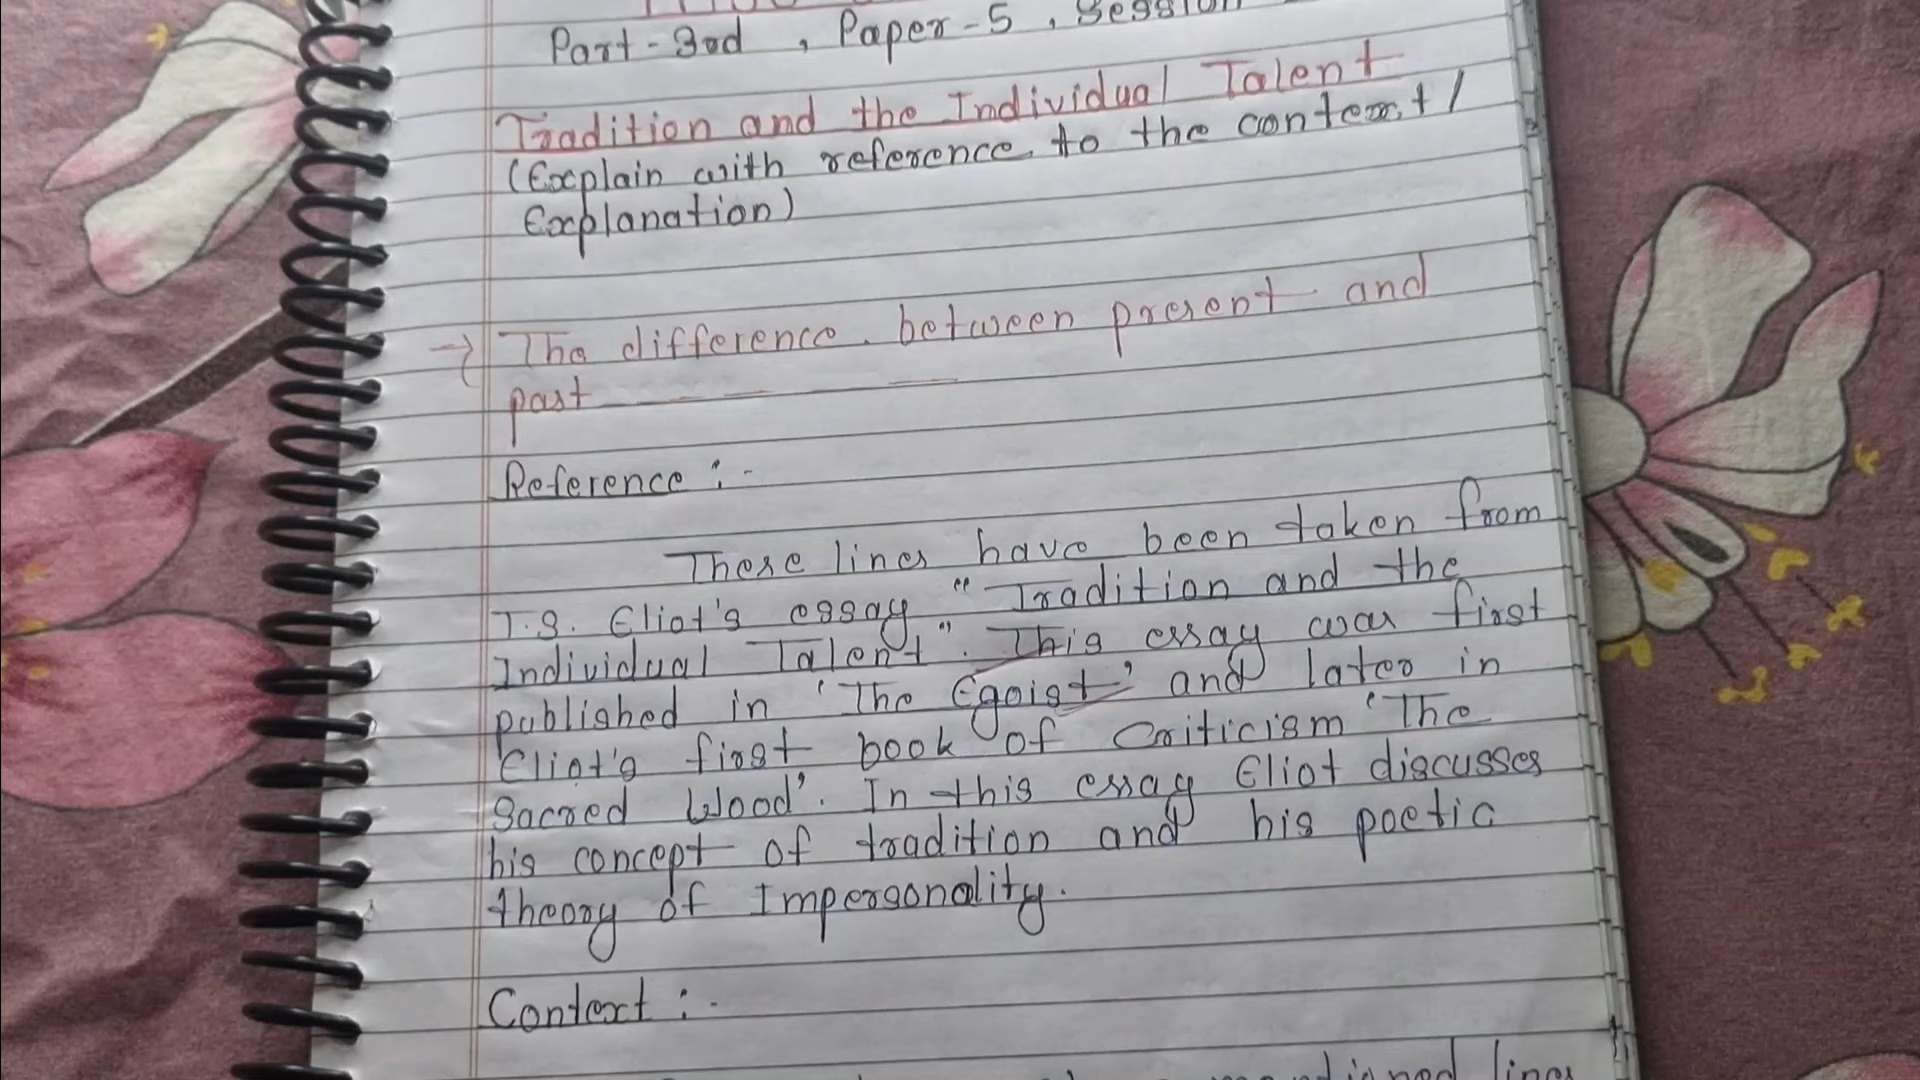 Part-3rd, Paper-5, Session
Tradition and the Individual Talent
(Explain with reference to the context/
Explanation)
→ The difference between present and
past
Reference :-
These lines have been taken from
T.S. Eliot's essay "Tradition and the
Individual Talent". This essay was first
published in 'The Egoist' and later in
Eliot's first book of Criticism 'The
Sacred Wood'. In this essay Eliot discusses
his concept of tradition and his poetic
theory of Impersonality.
Context :-
lines